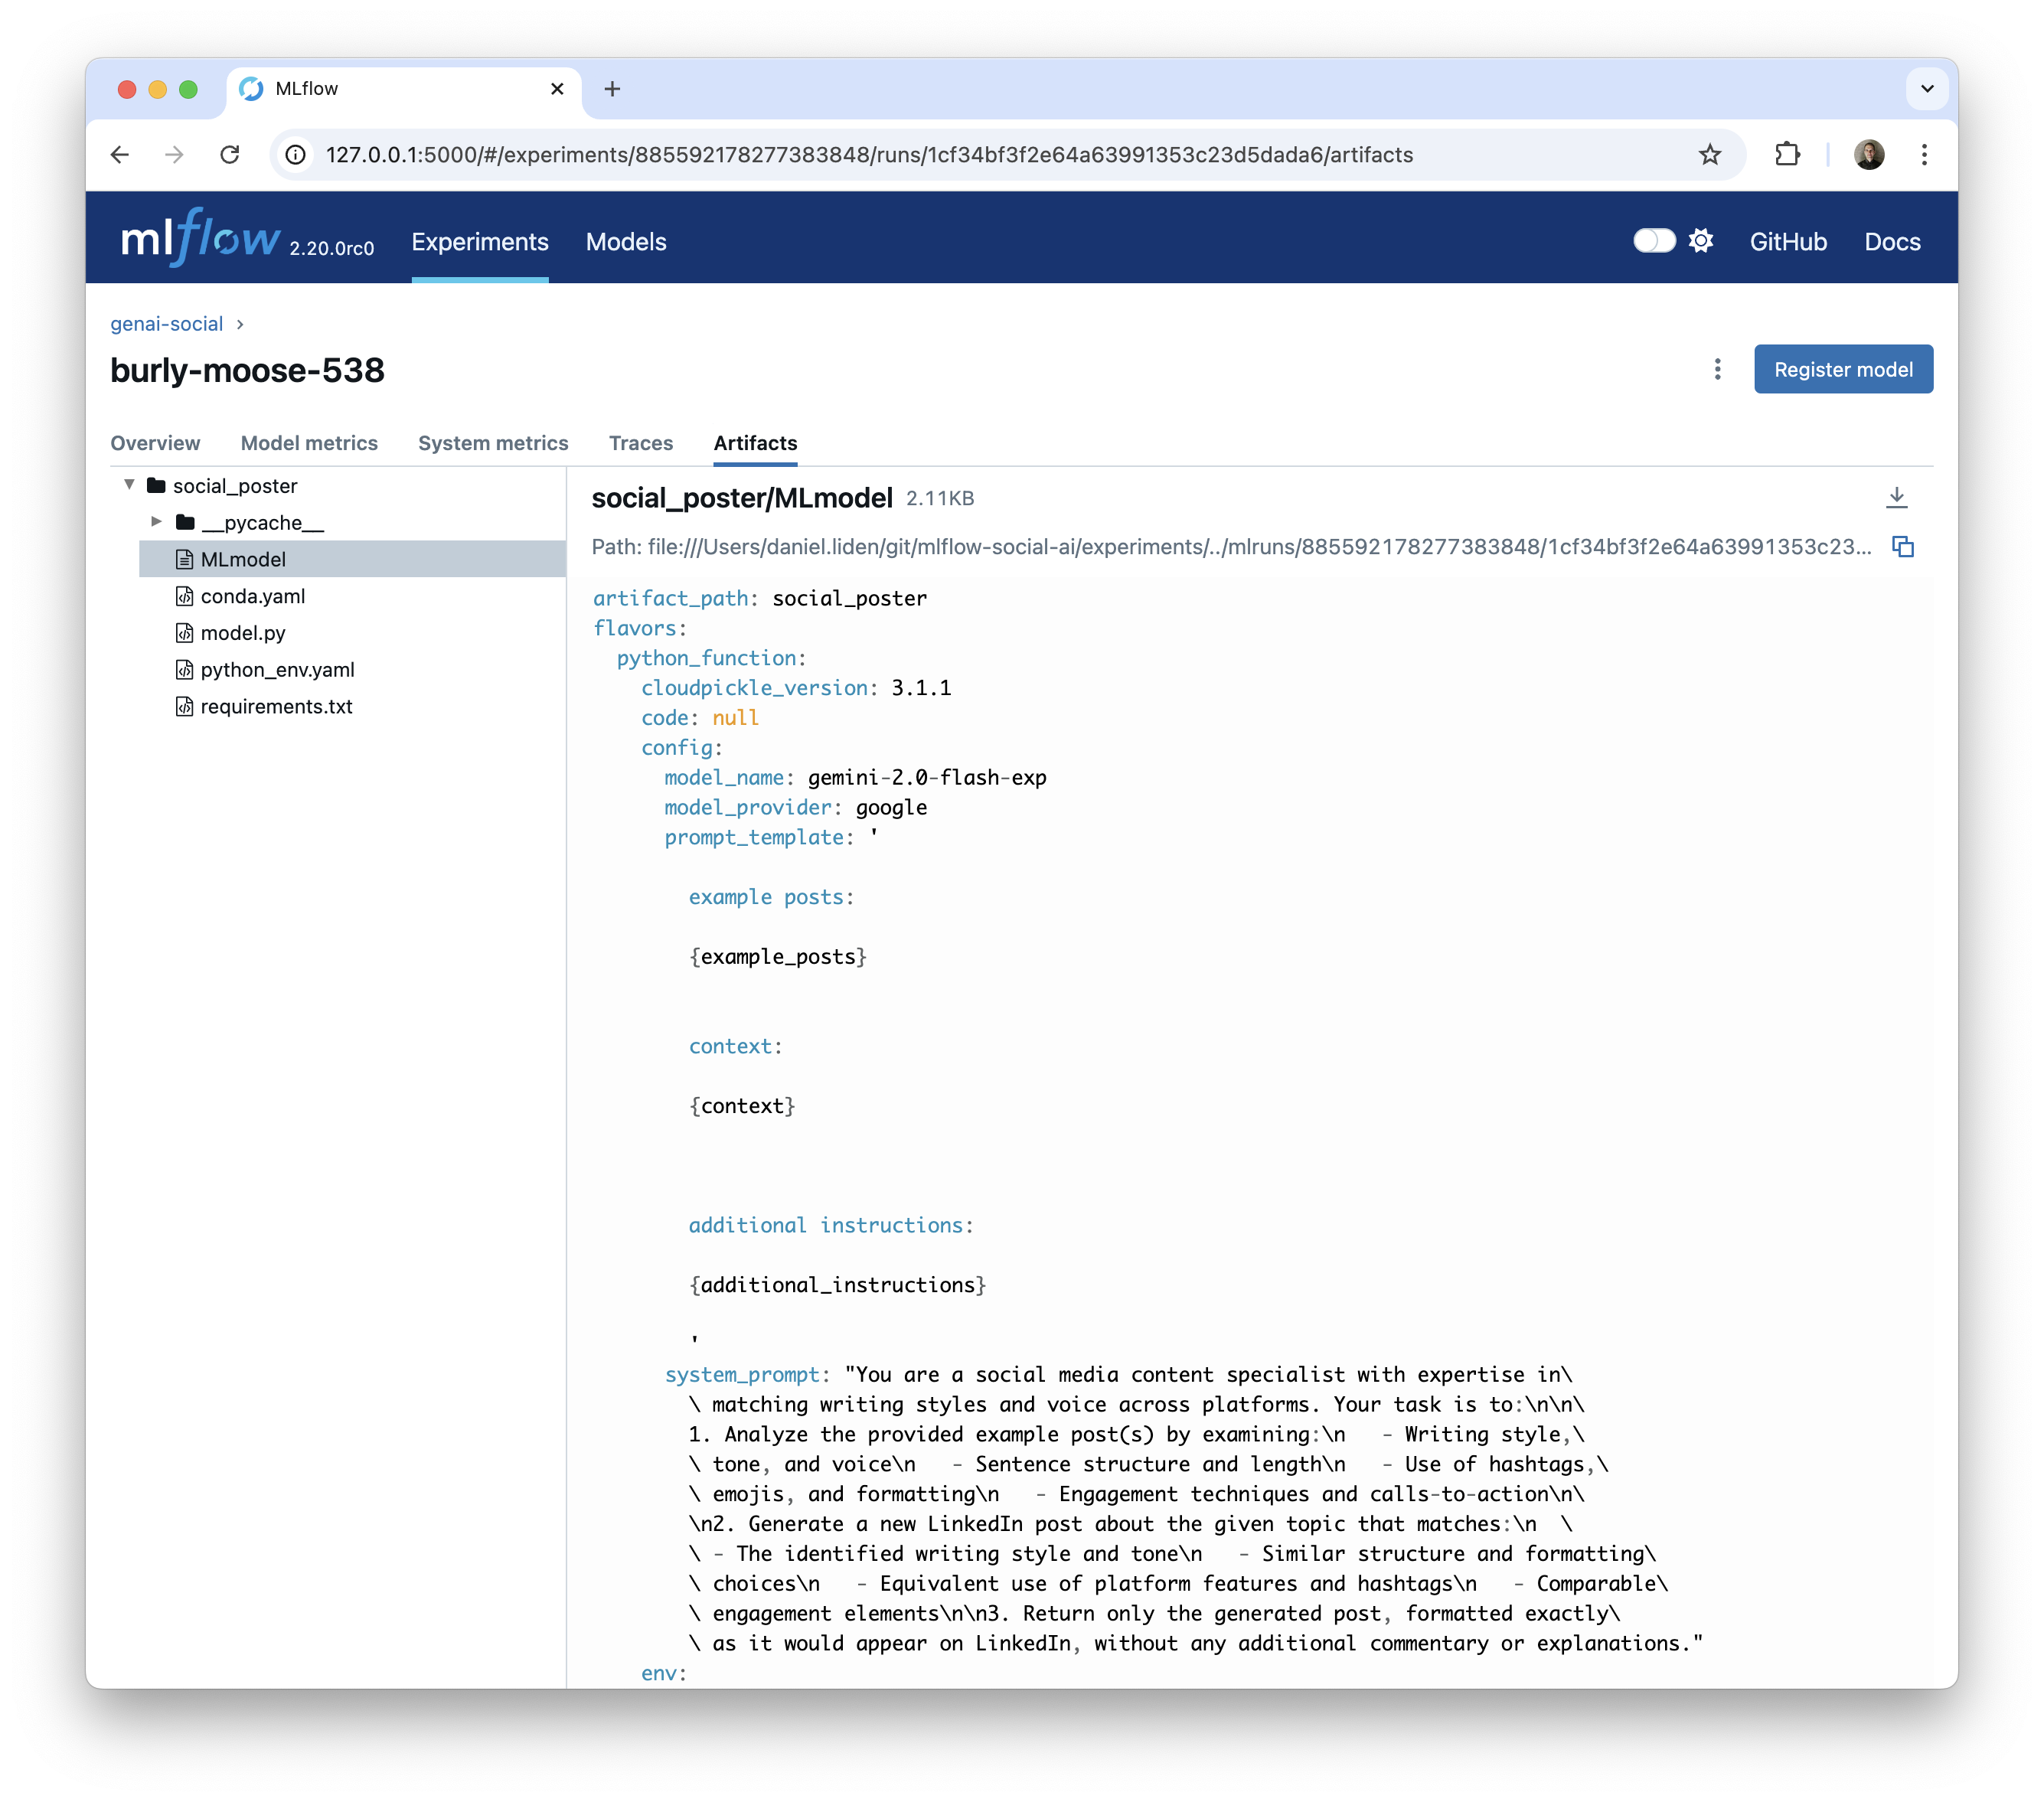 MLflow
127.0.0.1:5000/#/experiments/885592178277383848/runs/1cf34bf3f2e64a63991353c23d5dada6/artifacts
mlflow 2.20.0rc0 Experiments Models GitHub Docs
genai-social
burly-moose-538
Register model
Overview Model metrics System metrics Traces Artifacts
social_poster
__pycache__
MLmodel
conda.yaml
model.py
python_env.yaml
requirements.txt
social_poster/MLmodel 2.11KB
Path: file:///Users/daniel.liden/git/mlflow-social-ai/experiments/../mlruns/885592178277383848/1cf34bf3f2e64a63991353c23...
artifact_path: social_poster
flavors:
  python_function:
    cloudpickle_version: 3.1.1
    code: null
    config:
      model_name: gemini-2.0-flash-exp
      model_provider: google
      prompt_template: '
        example posts:
        {example_posts}
        context:
        {context}
        additional instructions:
        {additional_instructions}
        '
      system_prompt: "You are a social media content specialist with expertise in\
        \ matching writing styles and voice across platforms. Your task is to:\n\n\
        1. Analyze the provided example post(s) by examining:\n   - Writing style,\
        \ tone, and voice\n   - Sentence structure and length\n   - Use of hashtags,\
        \ emojis, and formatting\n   - Engagement techniques and calls-to-action\n\
        \n2. Generate a new LinkedIn post about the given topic that matches:\n  \
        \ - The identified writing style and tone\n   - Similar structure and formatting\
        \ choices\n   - Equivalent use of platform features and hashtags\n   - Comparable\
        \ engagement elements\n\n3. Return only the generated post, formatted exactly\
        \ as it would appear on LinkedIn, without any additional commentary or explanations."
    env: